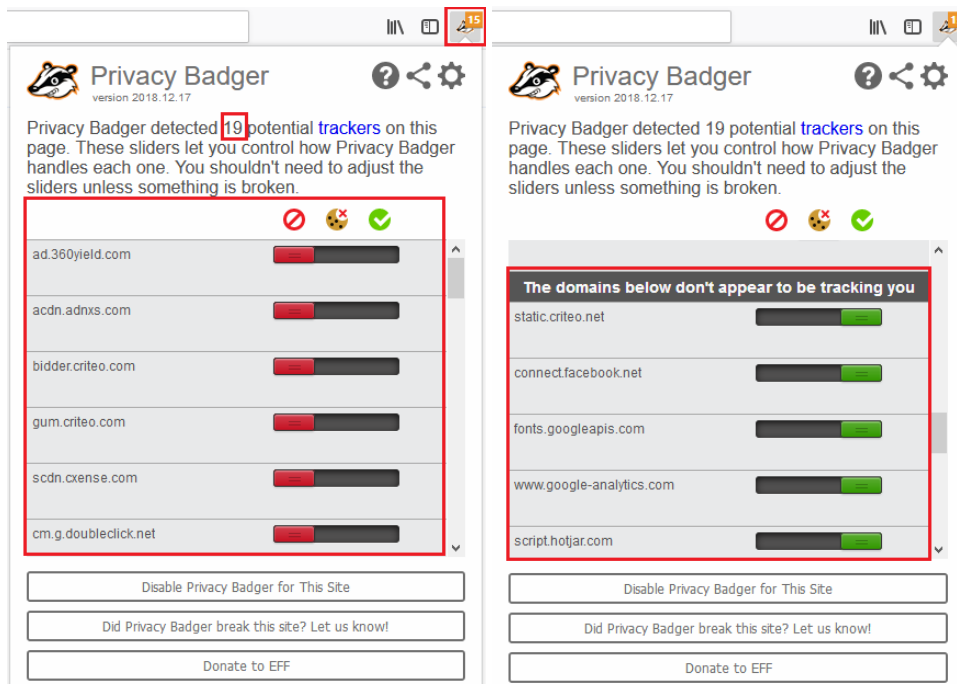 15
Privacy Badger
version 2018.12.17
Privacy Badger detected 19 potential trackers on this
page. These sliders let you control how Privacy Badger
handles each one. You shouldn't need to adjust the
sliders unless something is broken.
ad.360yield.com
acdn.adnxs.com
bidder.criteo.com
gum.criteo.com
scdn.cxense.com
cm.g.doubleclick.net
Disable Privacy Badger for This Site
Did Privacy Badger break this site? Let us know!
Donate to EFF
Privacy Badger
version 2018.12.17
Privacy Badger detected 19 potential trackers on this
page. These sliders let you control how Privacy Badger
handles each one. You shouldn't need to adjust the
sliders unless something is broken.
The domains below don't appear to be tracking you
static.criteo.net
connect.facebook.net
fonts.googleapis.com
www.google-analytics.com
script.hotjar.com
Disable Privacy Badger for This Site
Did Privacy Badger break this site? Let us know!
Donate to EFF